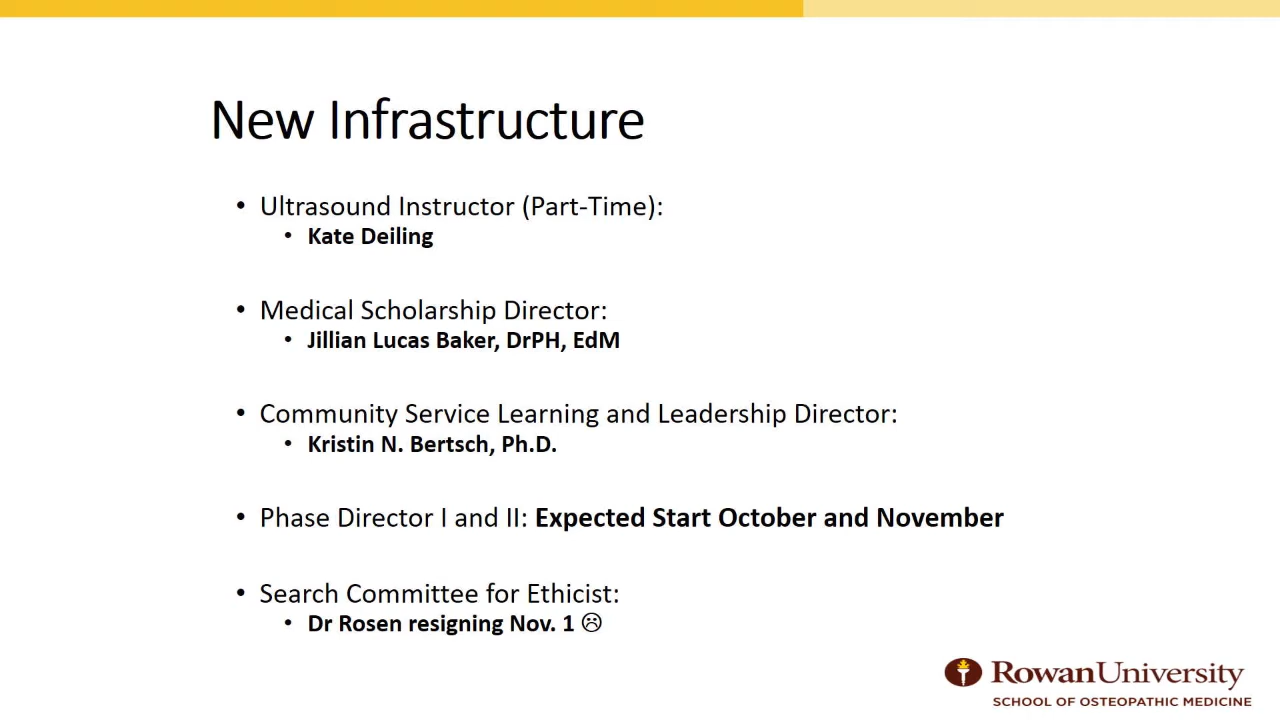 New Infrastructure
• Ultrasound Instructor (Part-Time):
• Kate Deiling
• Medical Scholarship Director:
• Jillian Lucas Baker, DrPH, EdM
• Community Service Learning and Leadership Director:
• Kristin N. Bertsch, Ph.D.
• Phase Director I and II: Expected Start October and November
• Search Committee for Ethicist:
• Dr Rosen resigning Nov. 1 ☹
RowanUniversity
SCHOOL OF OSTEOPATHIC MEDICINE